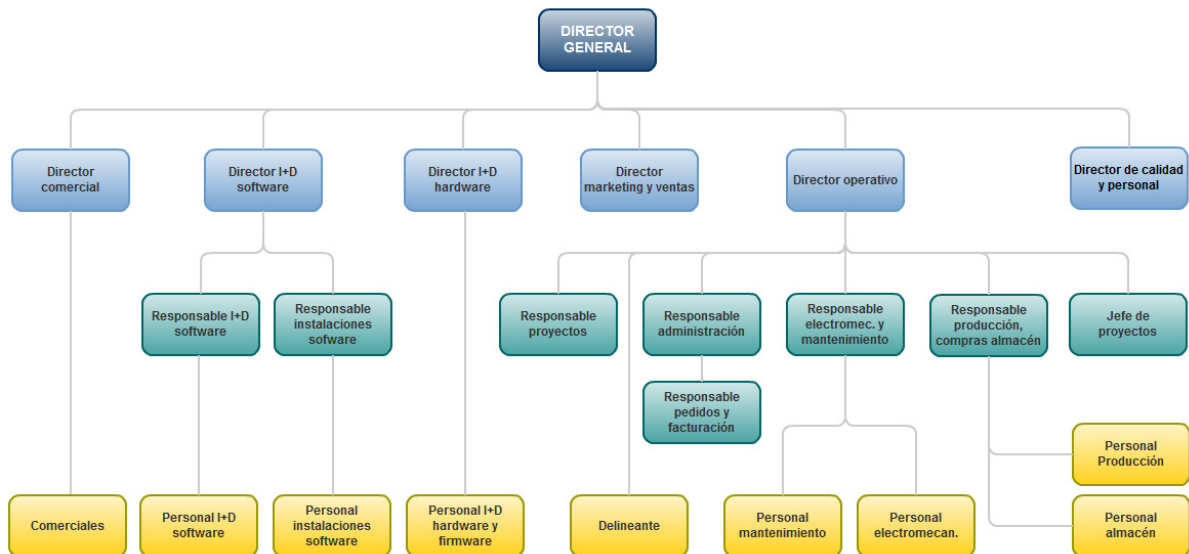 DIRECTOR
GENERAL
Director
comercial
Director I+D
software
Director I+D
hardware
Director
marketing y ventas
Director operativo
Director de calidad
y personal
Responsable I+D
software
Responsable
instalaciones
sofware
Responsable
proyectos
Responsable
administración
Responsable
electromec. y
mantenimiento
Responsable
producción,
compras almacén
Jefe de
proyectos
Responsable
pedidos y
facturación
Personal
Producción
Comerciales
Personal I+D
software
Personal
instalaciones
software
Personal I+D
hardware y
firmware
Delineante
Personal
mantenimiento
Personal
electromecan.
Personal
almacén